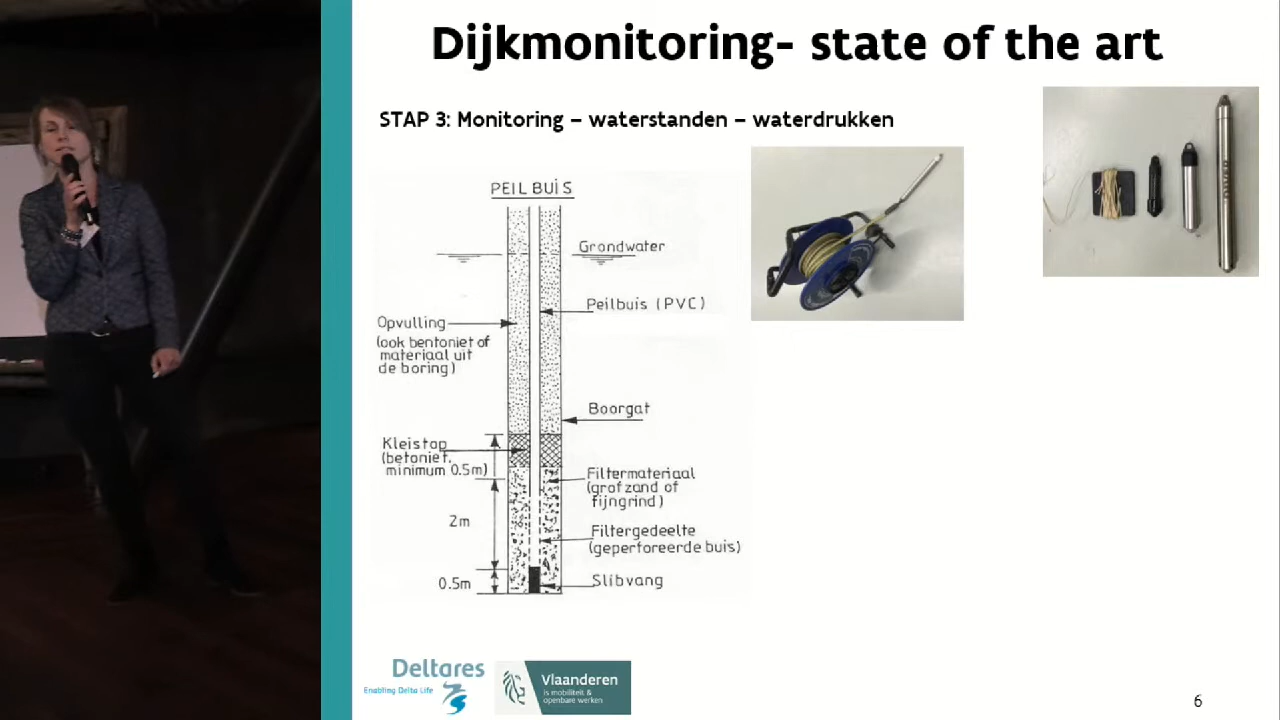 Dijkmonitoring- state of the art
STAP 3: Monitoring – waterstanden – waterdrukken
PEILBUIS
Grondwater
Peilbuis (PVC)
Opvulling
(ook bentoniet of
materiaal uit
de boring)
Boorgat
Kleistop
(betoniet.
minimum 0.5m)
Filtermateriaal
(grof zand of
fijngrind)
2m
Filtergedeelte
(geperforeerde buis)
0.5m
Slibvang
Deltares
Enabling Delta Life
Vlaanderen
is mobiliteit &
openbare werken
6